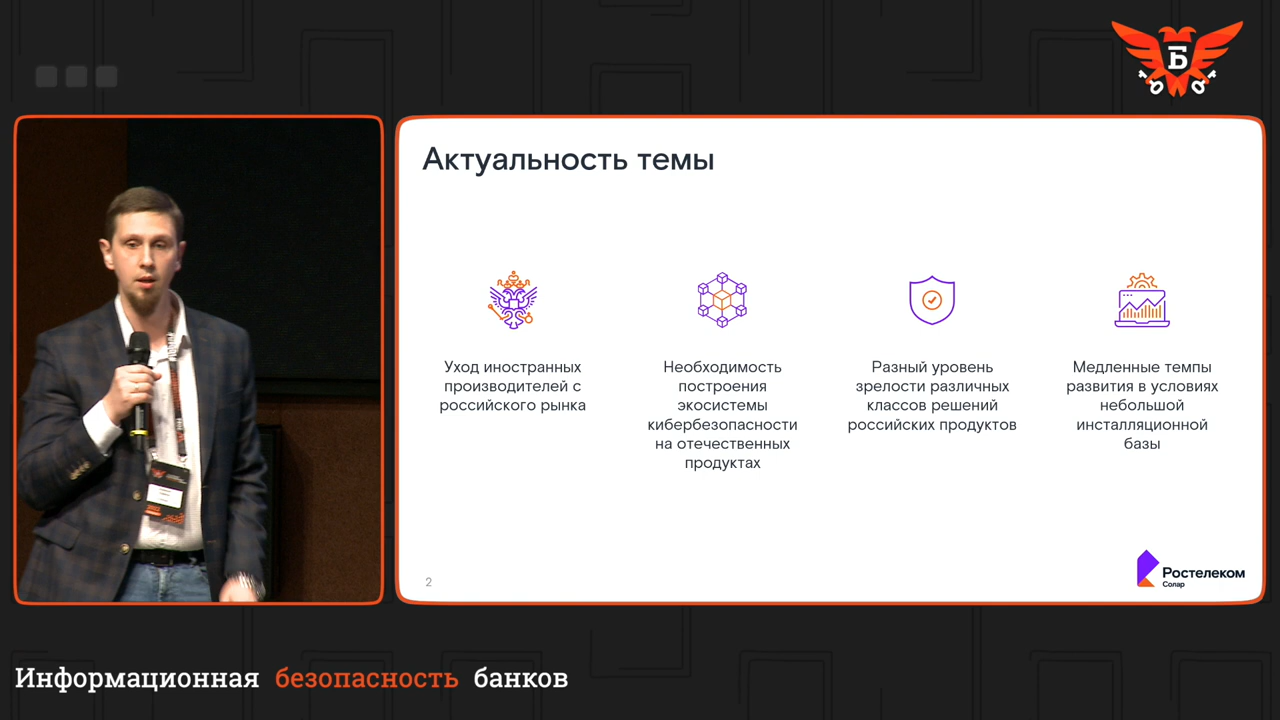 Б
Актуальность темы
Уход иностранных
производителей с
российского рынка
Необходимость
построения
экосистемы
кибербезопасности
на отечественных
продуктах
Разный уровень
зрелости различных
классов решений
российских продуктов
Медленные темпы
развития в условиях
небольшой
инсталляционной
базы
2
Ростелеком
Солар
Информационная безопасность банков